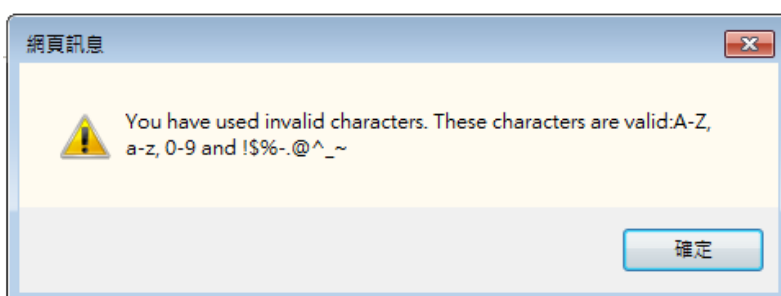 網頁訊息
You have used invalid characters. These characters are valid:A-Z,
a-z, 0-9 and !$%-.@^_~
確定